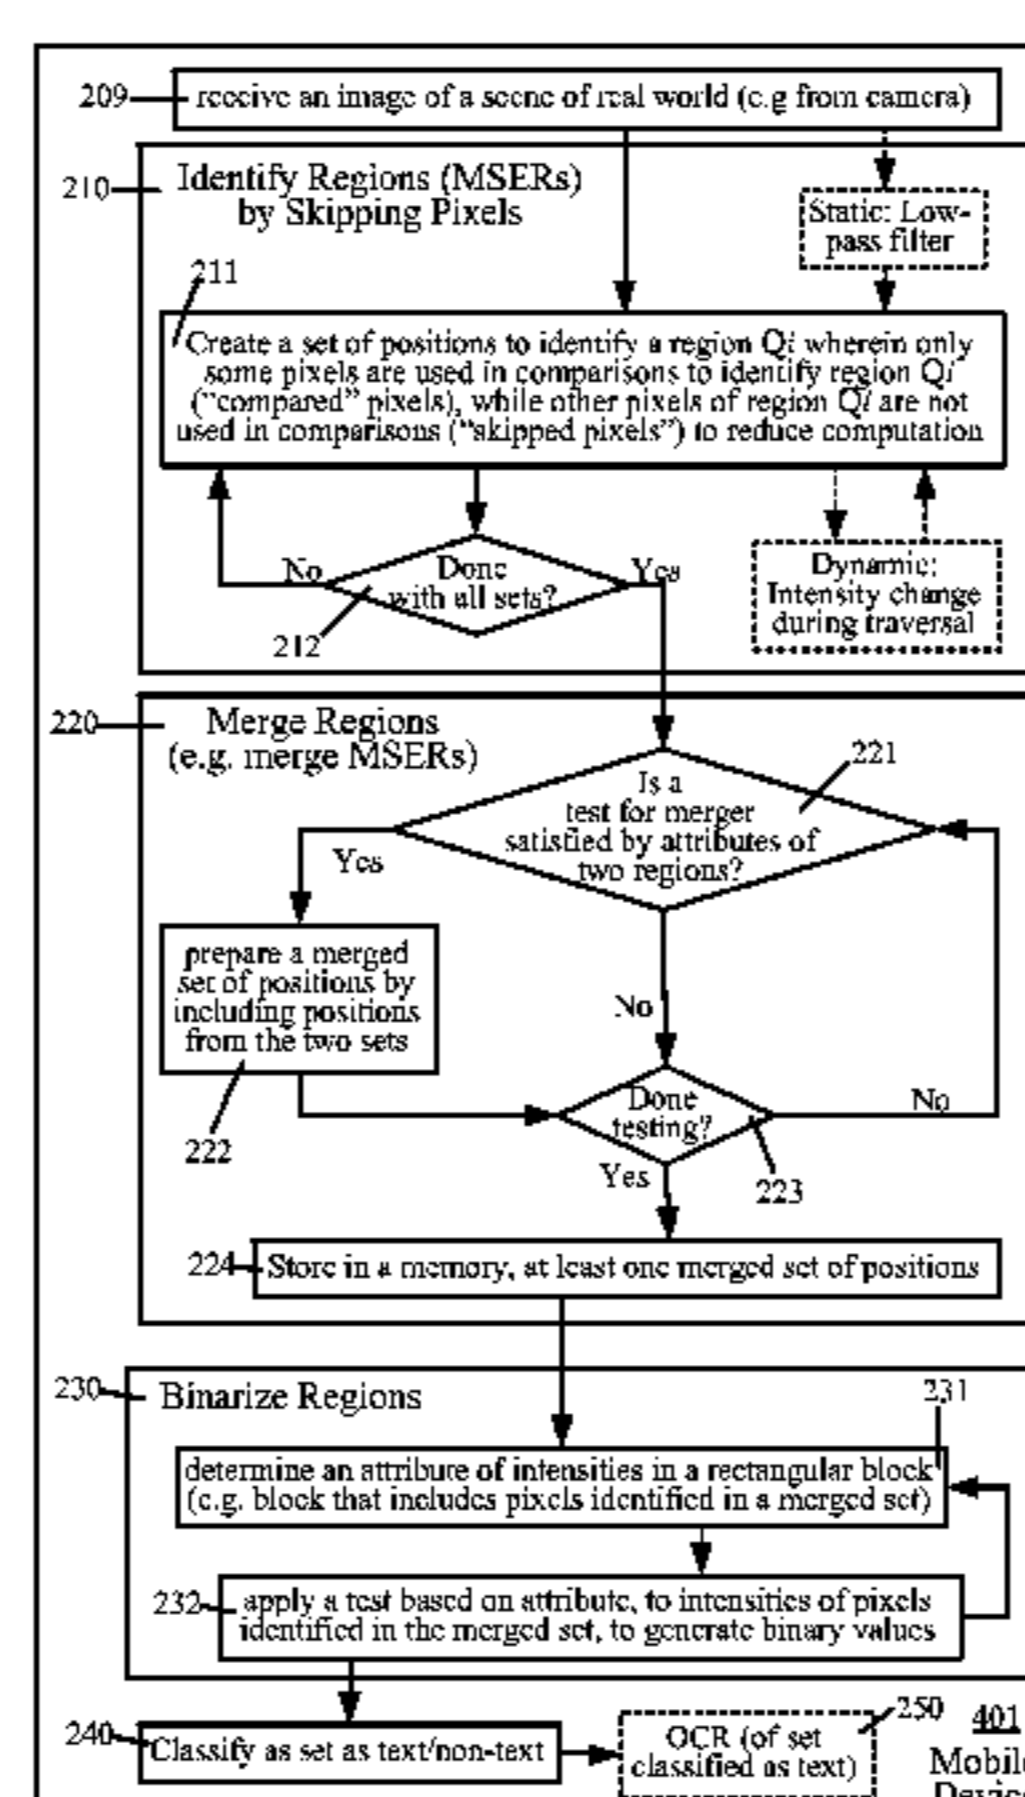 209
receive an image of a scene of real world (e.g from camera)
210
Identify Regions (MSERs)
by Skipping Pixels
Static: Low-
pass filter
211
Create a set of positions to identify a region Qi wherein only
some pixels are used in comparisons to identify region Qi
("compared" pixels), while other pixels of region Qi are not
used in comparisons ("skipped pixels") to reduce computation
No
Done
with all sets?
Yes
212
Dynamic:
Intensity change
during traversal
220
Merge Regions
(e.g. merge MSERs)
221
Is a
test for merger
satisfied by attributes of
two regions?
Yes
prepare a merged
set of positions by
including positions
from the two sets
222
No
Done
testing?
No
223
Yes
224
Store in a memory, at least one merged set of positions
230
Binarize Regions
231
determine an attribute of intensities in a rectangular block
(e.g. block that includes pixels identified in a merged set)
232
apply a test based on attribute, to intensities of pixels
identified in the merged set, to generate binary values
240
Classify as set as text/non-text
250
OCR (of set
classified as text)
401
Mobile
Device